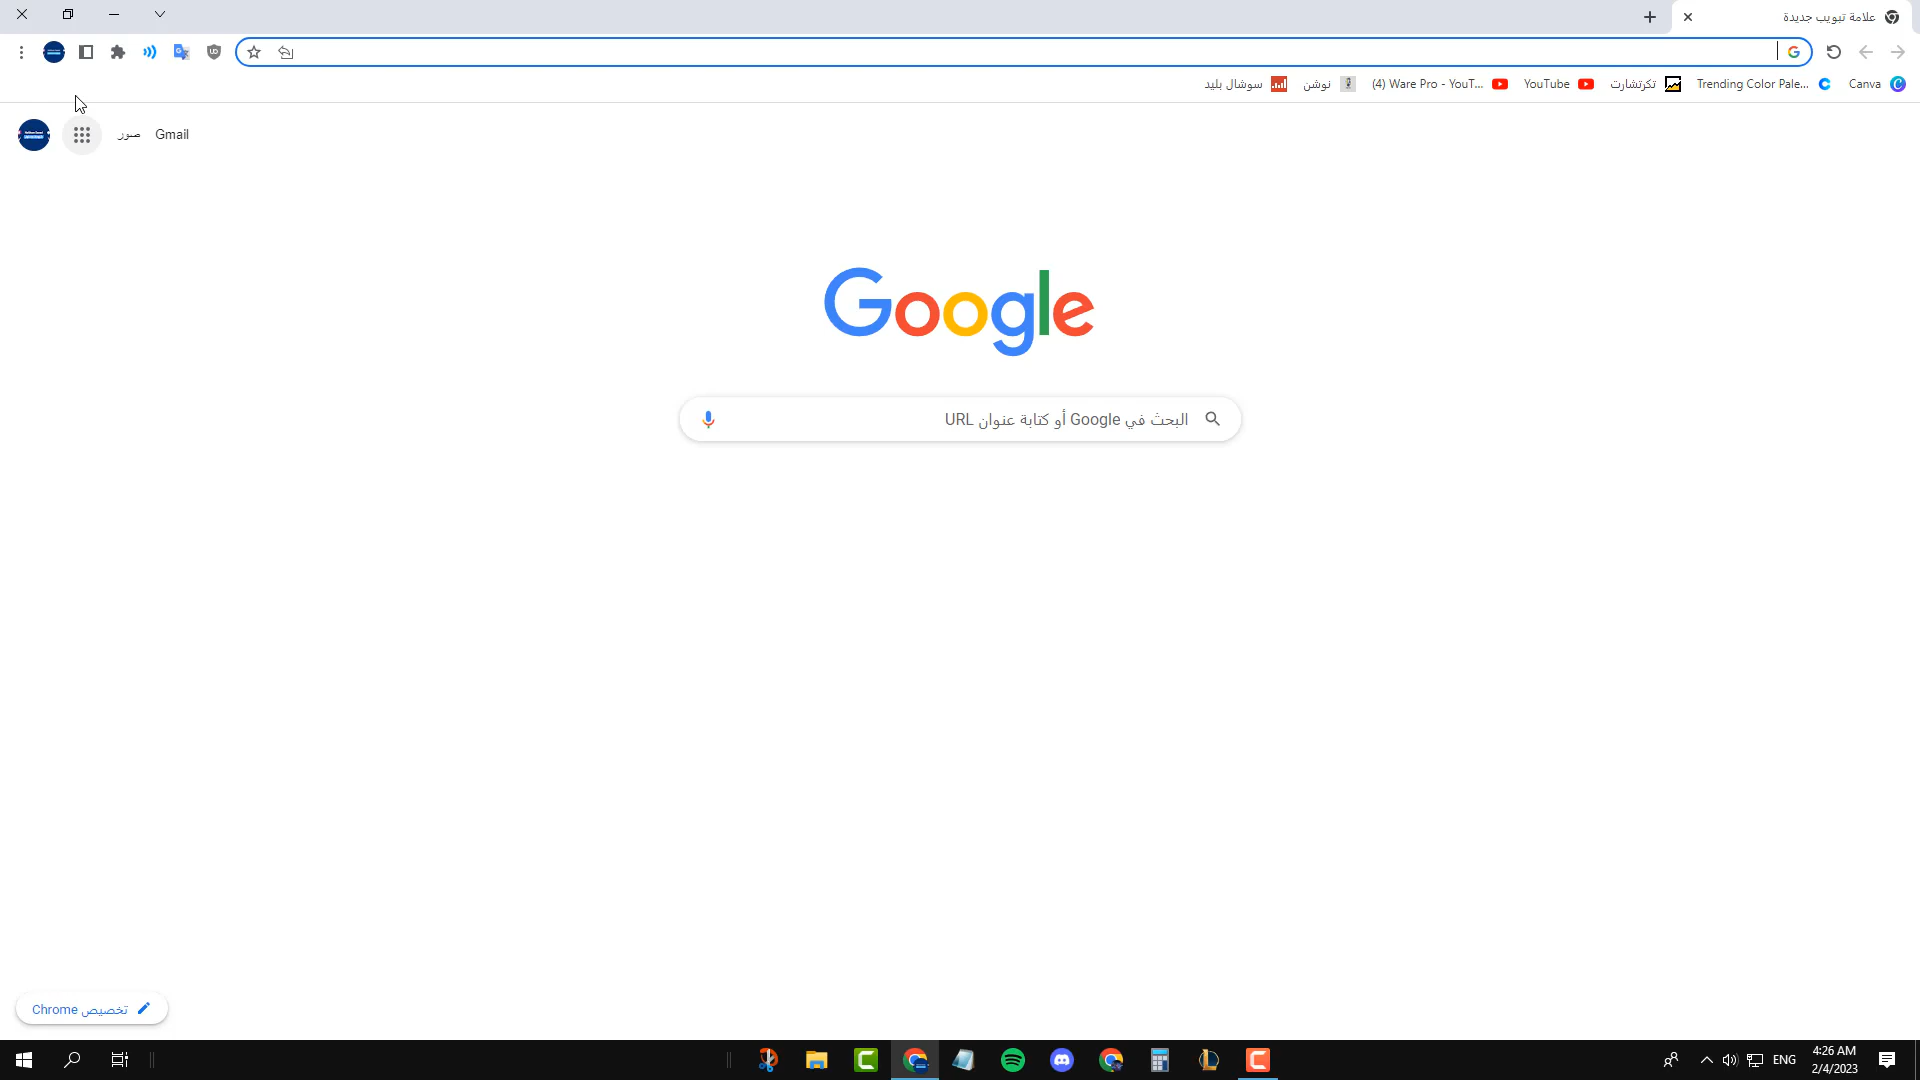 علامة تبويب جديدة
Canva
Trending Color Pale...
تكرتشارت
YouTube
(4) Ware Pro - YouT...
نوشن
سوشال بليد
Gmail
صور
Google
البحث في Google أو كتابة عنوان URL
تخصيص Chrome
ENG
4:26 AM
2/4/2023